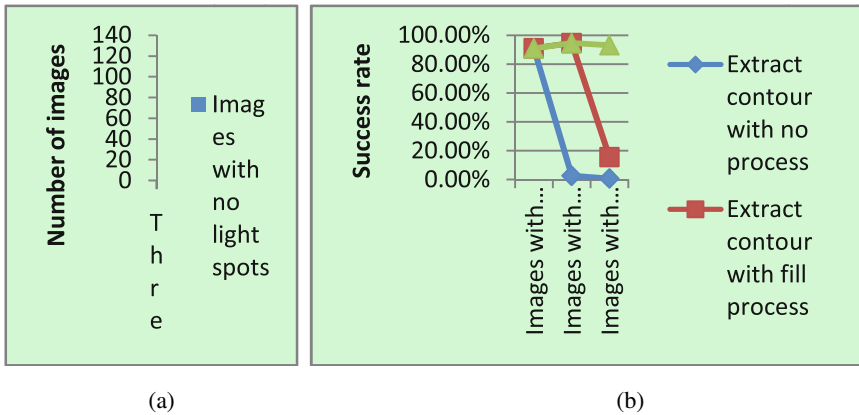 Number of images
140
120
100
80
60
40
20
0
T
h
r
e
Imag
es
with
no
light
spots
(a)
Success rate
100.00%
80.00%
60.00%
40.00%
20.00%
0.00%
Images with...
Images with...
Images with...
Extract
contour
with no
process
Extract
contour
with fill
process
(b)